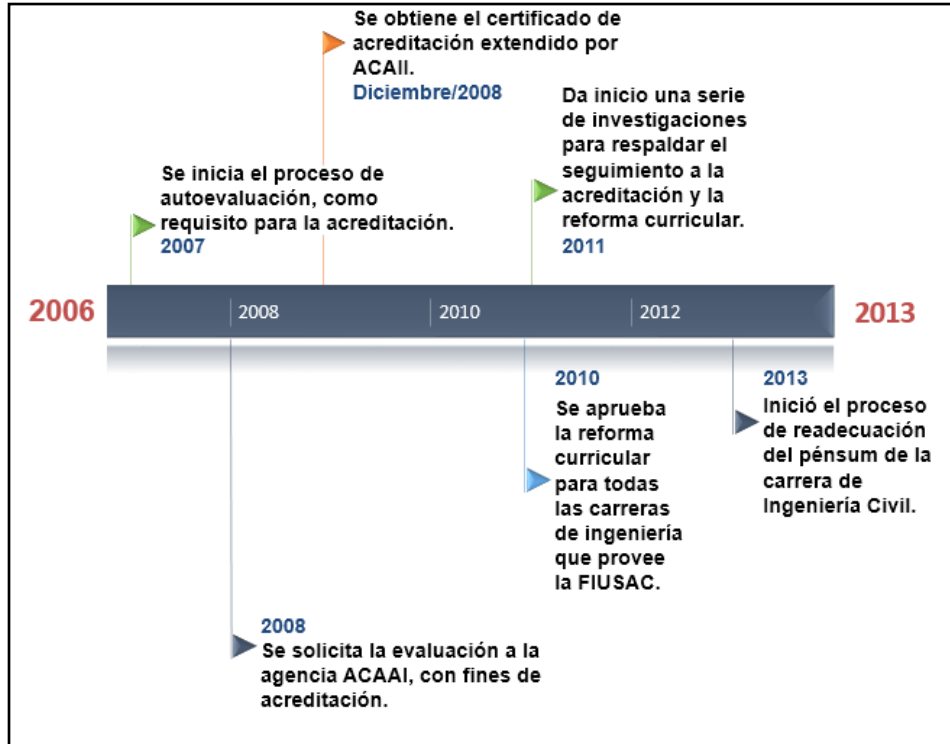 Se obtiene el certificado de
acreditación extendido por
ACAII.
Diciembre/2008
Da inicio una serie
de investigaciones
para respaldar el
seguimiento a la
acreditación y la
reforma curricular.
2011
Se inicia el proceso de
autoevaluación, como
requisito para la acreditación.
2007
2006
2008
2010
2012
2013
2010
Se aprueba
la reforma
curricular
para todas
las carreras
de ingeniería
que provee
la FIUSAC.
2013
Inició el proceso
de readecuación
del pénsum de la
carrera de
Ingeniería Civil.
2008
Se solicita la evaluación a la
agencia ACAAI, con fines de
acreditación.